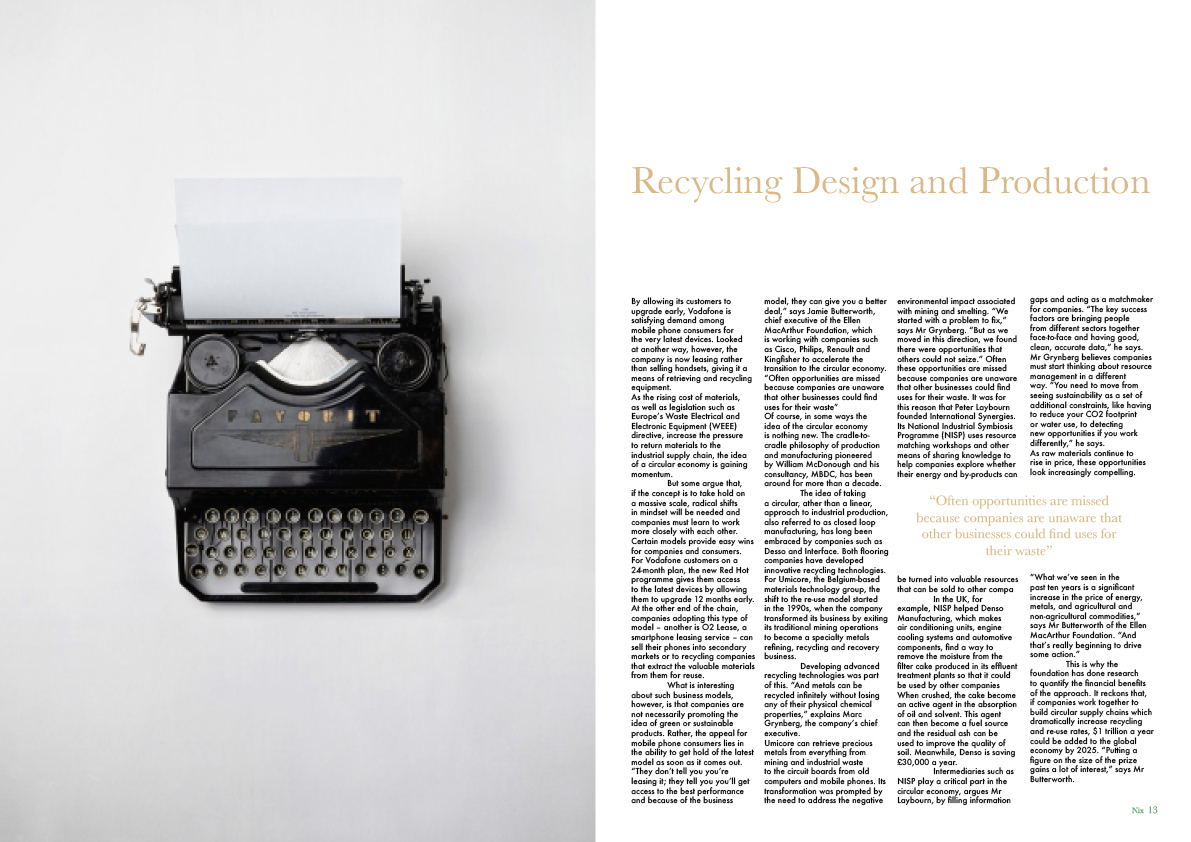 FAVORIT
Recycling Design and Production
By allowing its customers to
upgrade early, Vodafone is
satisfying demand among
mobile phone consumers for
the very latest devices. Looked
at another way, however, the
company is now leasing rather
than selling handsets, giving it a
means of retrieving and recycling
equipment.
As the rising cost of materials,
as well as legislation such as
Europe's Waste Electrical and
Electronic Equipment (WEEE)
directive, increase the pressure
to return materials to the
industrial supply chain, the idea
of a circular economy is gaining
momentum.
But some argue that,
if the concept is to take hold on
a massive scale, radical shifts
in mindset will be needed and
companies must learn to work
more closely with each other.
Certain models provide easy wins
for companies and consumers.
For Vodafone customers on a
24-month plan, the new Red Hot
programme gives them access
to the latest devices by allowing
them to upgrade 12 months early.
At the other end of the chain,
companies adopting this type of
model – another is O2 Lease, a
smartphone leasing service – can
sell their phones into secondary
markets or to recycling companies
that extract the valuable materials
from them for reuse.
What is interesting
about such business models,
however, is that companies are
not necessarily promoting the
idea of green or sustainable
products. Rather, the appeal for
mobile phone consumers lies in
the ability to get hold of the latest
model as soon as it comes out.
"They don't tell you you're
leasing it; they tell you you'll get
access to the best performance
and because of the business
model, they can give you a better
deal," says Jamie Butterworth,
chief executive of the Ellen
MacArthur Foundation, which
is working with companies such
as Cisco, Philips, Renault and
Kingfisher to accelerate the
transition to the circular economy.
"Often opportunities are missed
because companies are unaware
that other businesses could find
uses for their waste"
Of course, in some ways the
idea of the circular economy
is nothing new. The cradle-to-
cradle philosophy of production
and manufacturing pioneered
by William McDonough and his
consultancy, MBDC, has been
around for more than a decade.
The idea of taking
a circular, ather than a linear,
approach to industrial production,
also referred to as closed loop
manufacturing, has long been
embraced by companies such as
Desso and Interface. Both flooring
companies have developed
innovative recycling technologies.
For Umicore, the Belgium-based
materials technology group, the
shift to the re-use model started
in the 1990s, when the company
transformed its business by exiting
its traditional mining operations
to become a specialty metals
refining, recycling and recovery
business.
Developing advanced
recycling technologies was part
of this. "And metals can be
recycled infinitely without losing
any of their physical chemical
properties," explains Marc
Grynberg, the company's chief
executive.
Umicore can retrieve precious
metals from everything from
mining and industrial waste
to the circuit boards from old
computers and mobile phones. Its
transformation was prompted by
the need to address the negative
environmental impact associated
with mining and smelting. "We
started with a problem to fix,"
says Mr Grynberg. "But as we
moved in this direction, we found
there were opportunities that
others could not seize." Often
these opportunities are missed
because companies are unaware
that other businesses could find
uses for their waste. It was for
this reason that Peter Laybourn
founded International Synergies.
Its National Industrial Symbiosis
Programme (NISP) uses resource
matching workshops and other
means of sharing knowledge to
help companies explore whether
their energy and by-products can
be turned into valuable resources
that can be sold to other compa
In the UK, for
example, NISP helped Denso
Manufacturing, which makes
air conditioning units, engine
cooling systems and automotive
components, find a way to
remove the moisture from the
filter cake produced in its effluent
treatment plants so that it could
be used by other companies
When crushed, the cake become
an active agent in the absorption
of oil and solvent. This agent
can then become a fuel source
and the residual ash can be
used to improve the quality of
soil. Meanwhile, Denso is saving
£30,000 a year.
Intermediaries such as
NISP play a critical part in the
circular economy, argues Mr
Laybourn, by filling information
gaps and acting as a matchmaker
for companies. "The key success
factors are bringing people
from different sectors together
face-to-face and having good,
clean, accurate data," he says.
Mr Grynberg believes companies
must start thinking about resource
management in a different
way. "You need to move from
seeing sustainability as a set of
additional constraints, like having
to reduce your CO2 footprint
or water use, to detecting
new opportunities if you work
differently," he says.
As raw materials continue to
rise in price, these opportunities
look increasingly compelling.
"Often opportunities are missed
because companies are unaware that
other businesses could find uses for
their waste"
"What we've seen in the
past ten years is a significant
increase in the price of energy,
metals, and agricultural and
non-agricultural commodities,"
says Mr Butterworth of the Ellen
MacArthur Foundation. "And
that's really beginning to drive
some action."
This is why the
foundation has done research
to quantify the financial benefits
of the approach. It reckons that,
if companies work together to
build circular supply chains which
dramatically increase recycling
and re-use rates, $1 trillion a year
could be added to the global
economy by 2025. "Putting a
figure on the size of the prize
gains a lot of interest," says Mr
Butterworth.
Nix 13